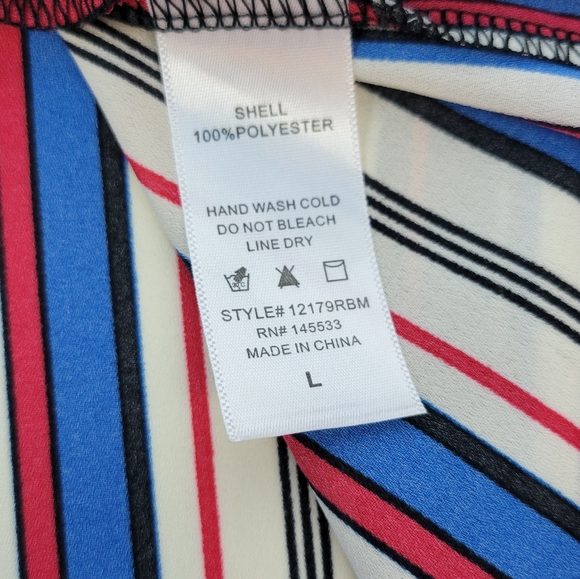 SHELL
100%POLYESTER
HAND WASH COLD
DO NOT BLEACH
LINE DRY
STYLE# 12179RBM
RN# 145533
MADE IN CHINA
L